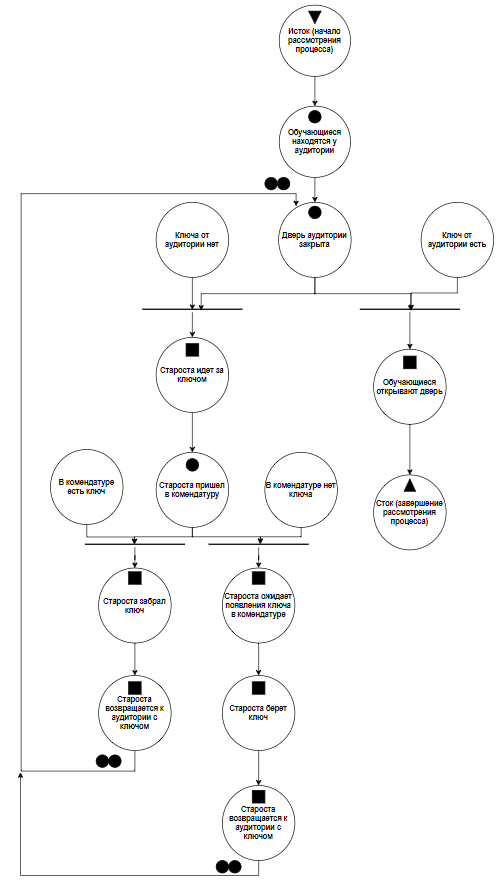 Исток (начало
рассмотрения
процесса)
Обучающиеся
находятся у
аудитории
Ключа от
аудитории нет
Дверь аудитории
закрыта
Ключ от
аудитории есть
Староста идет за
ключом
Обучающиеся
открывают дверь
В комендатуре
есть ключ
Староста пришел
в комендатуру
В комендатуре нет
ключа
Сток (завершение
рассмотрения
процесса)
Староста забрал
ключ
Староста ожидает
появления ключа
в комендатуре
Староста
возвращается к
аудитории с
ключом
Староста берет
ключ
Староста
возвращается к
аудитории с
ключом